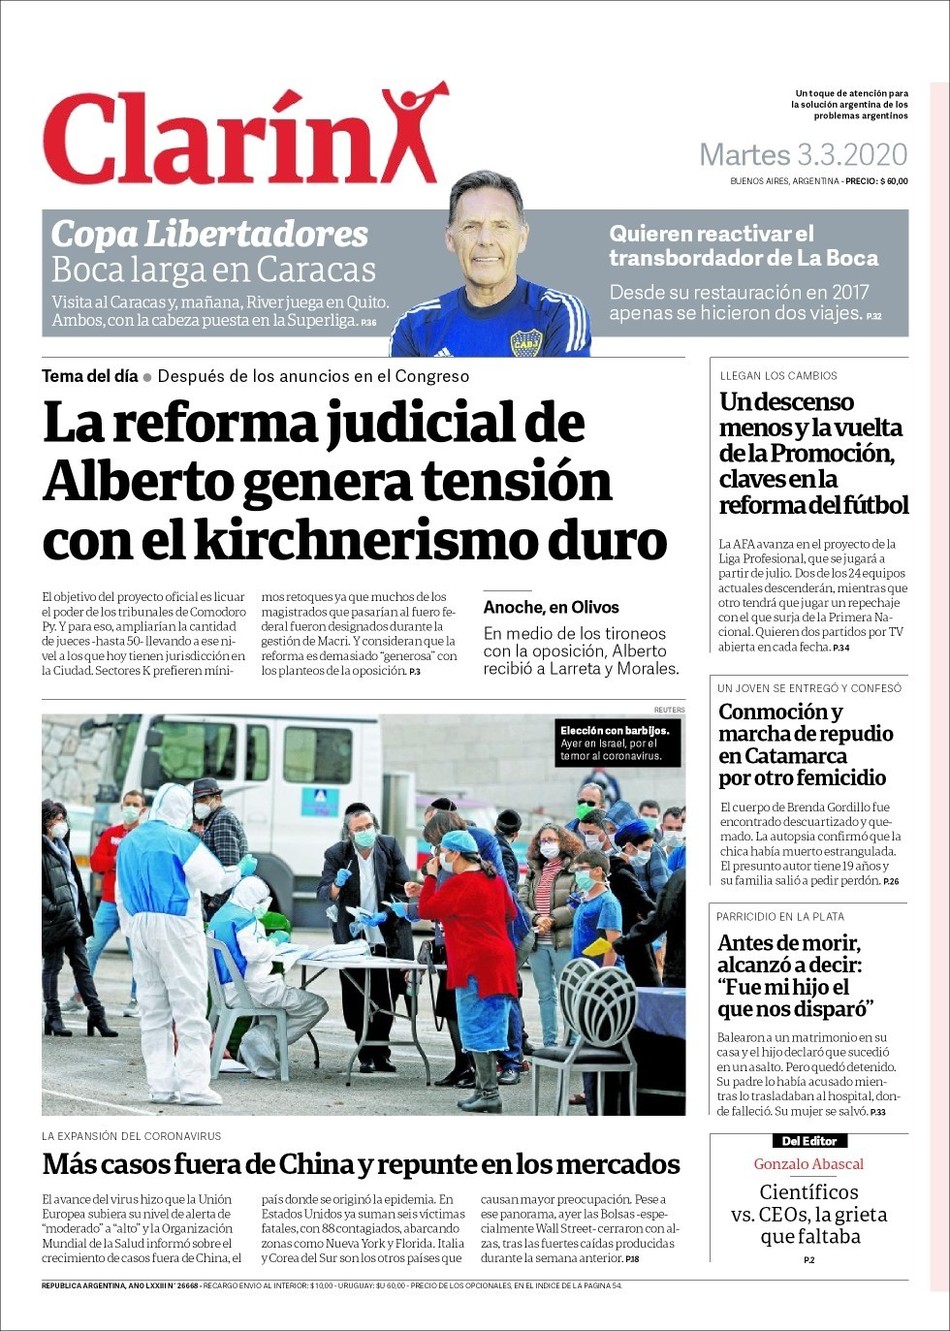 Clarín
Un toque de atención para
la solución argentina de los
problemas argentinos
Martes 3.3.2020
BUENOS AIRES, ARGENTINA - PRECIO: $ 60,00
Copa Libertadores
Boca larga en Caracas
Visita al Caracas y, mañana, River juega en Quito.
Ambos, con la cabeza puesta en la Superliga. P.36
CABJ
Quieren reactivar el
transbordador de La Boca
Desde su restauración en 2017
apenas se hicieron dos viajes. P.32
Tema del día ● Después de los anuncios en el Congreso
La reforma judicial de
Alberto genera tensión
con el kirchnerismo duro
El objetivo del proyecto oficial es licuar
el poder de los tribunales de Comodoro
Py. Y para eso, ampliarían la cantidad
de jueces -hasta 50- llevando a ese ni-
vel a los que hoy tienen jurisdicción en
la Ciudad. Sectores K prefieren míni-
mos retoques ya que muchos de los
magistrados que pasarían al fuero fe-
deral fueron designados durante la
gestión de Macri. Y consideran que la
reforma es demasiado “generosa” con
los planteos de la oposición. P.3
Anoche, en Olivos
En medio de los tironeos
con la oposición, Alberto
recibió a Larreta y Morales.
REUTERS
Elección con barbijos.
Ayer en Israel, por el
temor al coronavirus.
LA EXPANSIÓN DEL CORONAVIRUS
Más casos fuera de China y repunte en los mercados
El avance del virus hizo que la Unión
Europea subiera su nivel de alerta de
“moderado” a “alto” y la Organización
Mundial de la Salud informó sobre el
crecimiento de casos fuera de China, el
país donde se originó la epidemia. En
Estados Unidos ya suman seis víctimas
fatales, con 88 contagiados, abarcando
zonas como Nueva York y Florida. Italia
y Corea del Sur son los otros países que
causan mayor preocupación. Pese a
ese panorama, ayer las Bolsas -es-
pecialmente Wall Street- cerraron con al-
zas, tras las fuertes caídas producidas
durante la semana anterior. P.18
LLEGAN LOS CAMBIOS
Un descenso
menos y la vuelta
de la Promoción,
claves en la
reforma del fútbol
La AFA avanza en el proyecto de la
Liga Profesional, que se jugará a
partir de julio. Dos de los 24 equipos
actuales descenderán, mientras que
otro tendrá que jugar un repechaje
con el que surja de la Primera Na-
cional. Quieren dos partidos por TV
abierta en cada fecha. P.34
UN JOVEN SE ENTREGÓ Y CONFESÓ
Conmoción y
marcha de repudio
en Catamarca
por otro femicidio
El cuerpo de Brenda Gordillo fue
encontrado descuartizado y que-
mado. La autopsia confirmó que la
chica había muerto estrangulada.
El presunto autor tiene 19 años y
su familia salió a pedir perdón. P.26
PARRICIDIO EN LA PLATA
Antes de morir,
alcanzó a decir:
“Fue mi hijo el
que nos disparó”
Balearon a un matrimonio en su
casa y el hijo declaró que sucedió
en un asalto. Pero quedó detenido.
Su padre lo había acusado mien-
tras lo trasladaban al hospital, don-
de falleció. Su mujer se salvó. P.33
Del Editor
Gonzalo Abascal
Científicos
vs. CEOs, la grieta
que faltaba
P.2
REPUBLICA ARGENTINA, AÑO LXXIII N° 26668 - RECARGO ENVIO AL INTERIOR: $ 10,00 - URUGUAY: $U 60,00 - PRECIO DE LOS OPCIONALES, EN EL INDICE DE LA PAGINA 54.